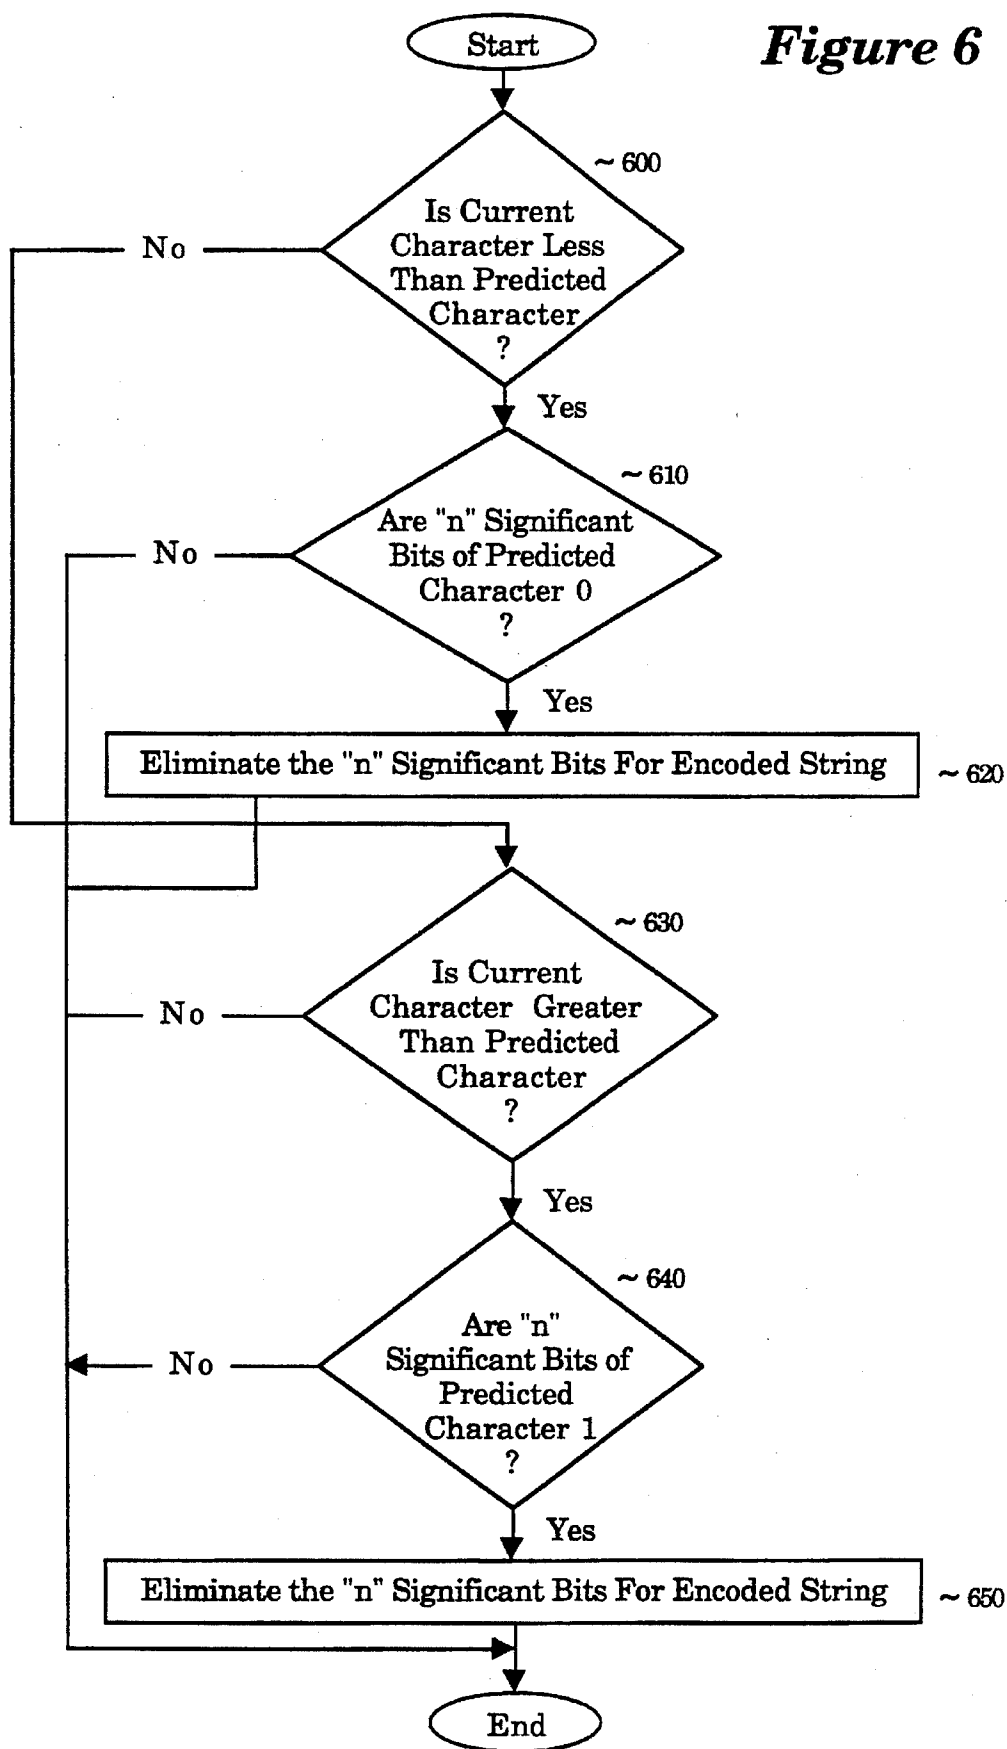 Figure 6
Start
~ 600
Is Current
Character Less
Than Predicted
Character
?
No
Yes
~ 610
Are "n" Significant
Bits of Predicted
Character 0
?
No
Yes
Eliminate the "n" Significant Bits For Encoded String
~ 620
~ 630
Is Current
Character Greater
Than Predicted
Character
?
No
Yes
~ 640
Are "n"
Significant Bits of
Predicted
Character 1
?
No
Yes
Eliminate the "n" Significant Bits For Encoded String
~ 650
End